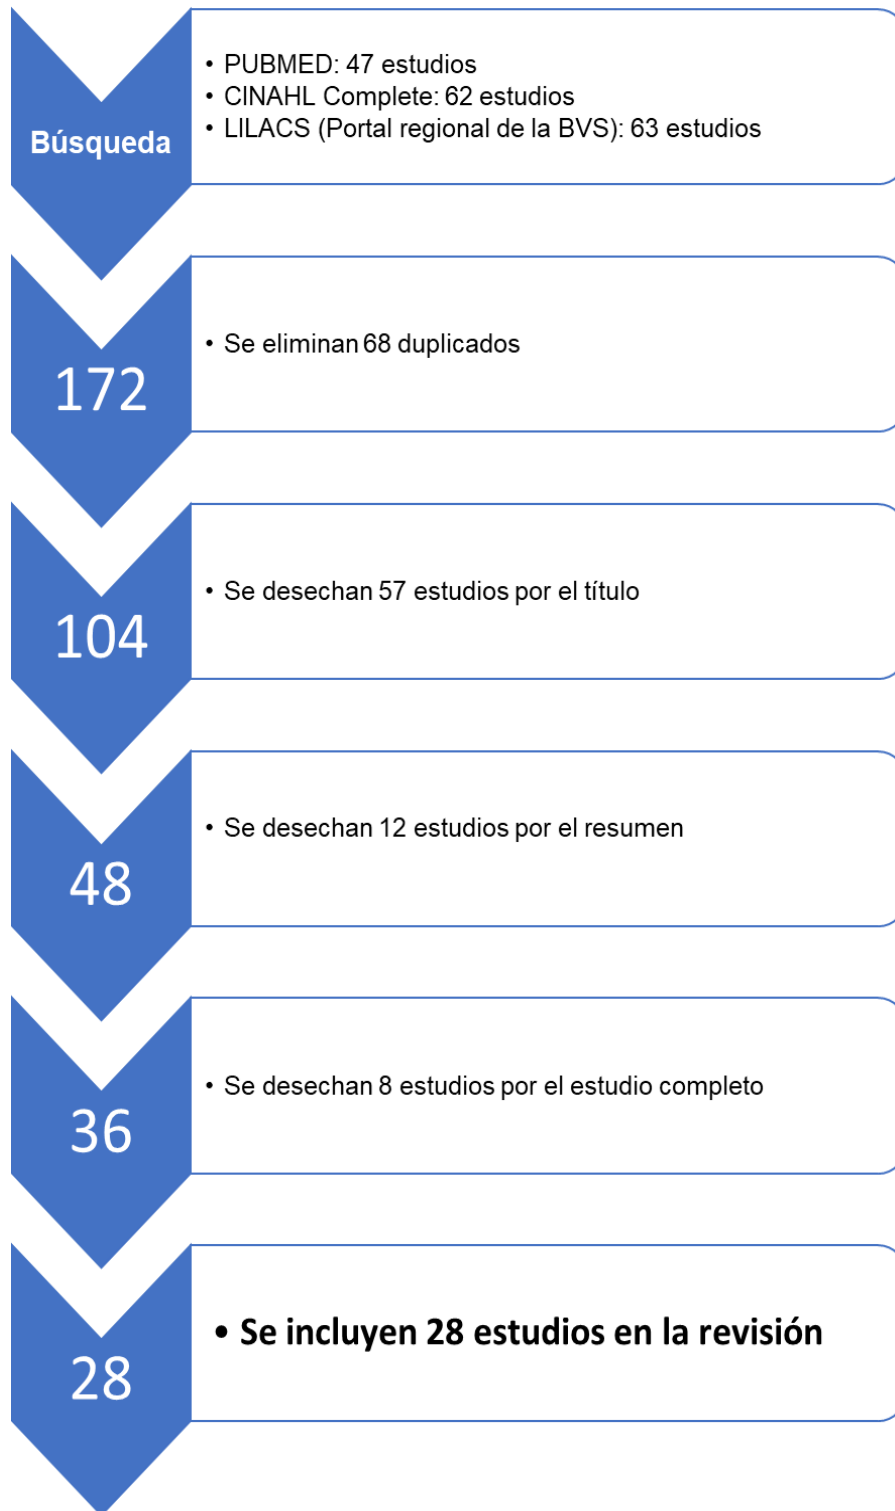 Búsqueda
• PUBMED: 47 estudios
• CINAHL Complete: 62 estudios
• LILACS (Portal regional de la BVS): 63 estudios
172
• Se eliminan 68 duplicados
104
• Se desechan 57 estudios por el título
48
• Se desechan 12 estudios por el resumen
36
• Se desechan 8 estudios por el estudio completo
28
• Se incluyen 28 estudios en la revisión